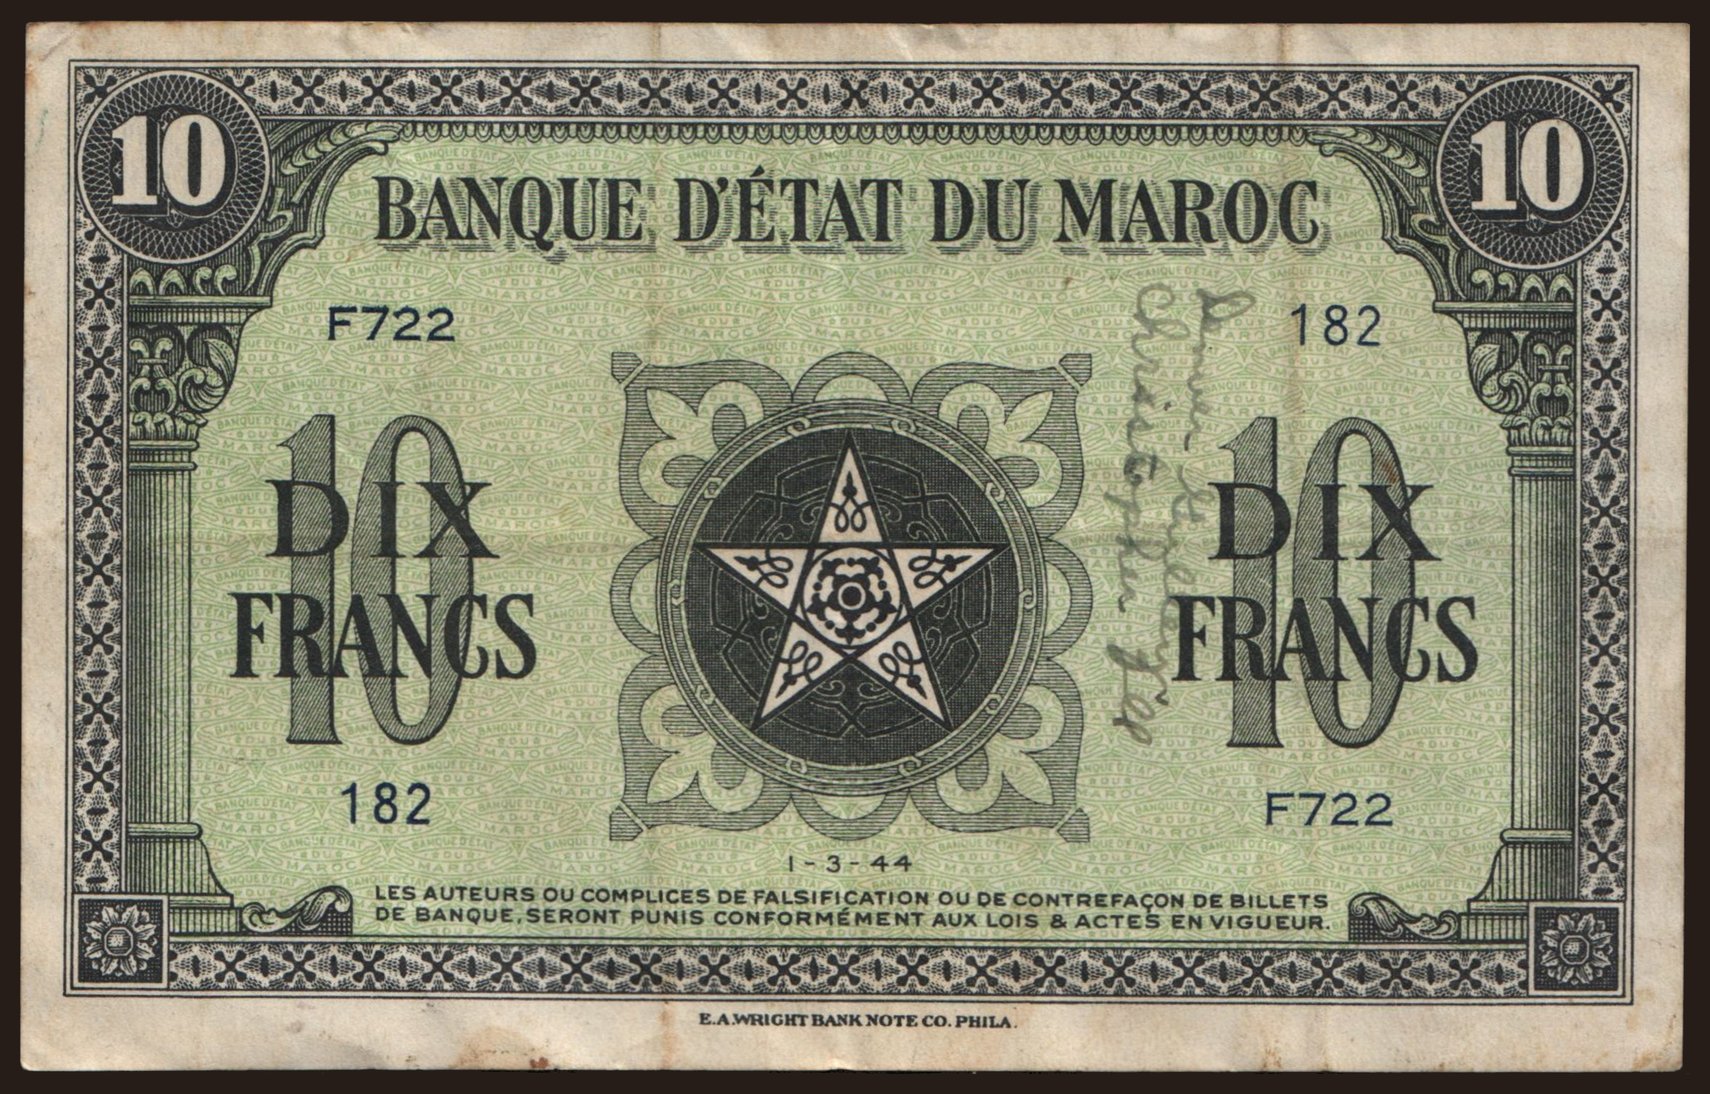 10 10
BANQUE D'ÉTAT DU MAROC
F722 182
10 10
DIX DIX
FRANCS FRANCS
182 F722
1-3-44
LES AUTEURS OU COMPLICES DE FALSIFICATION OU DE CONTREFAÇON DE BILLETS
DE BANQUE, SERONT PUNIS CONFORMÉMENT AUX LOIS & ACTES EN VIGUEUR.
E.A.WRIGHT BANK NOTE CO. PHILA.
Christophen